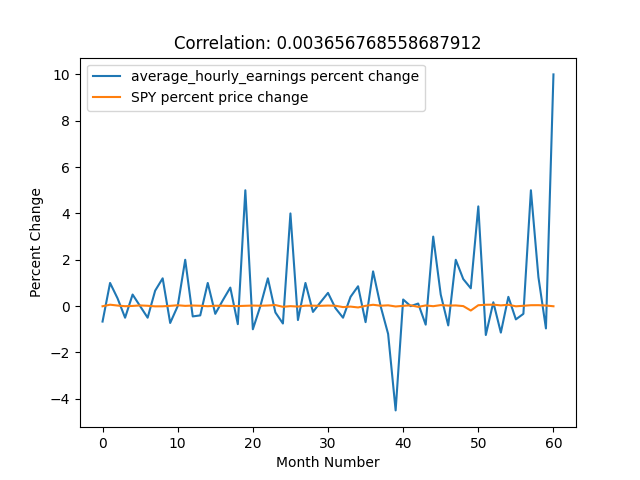 Correlation: 0.003656768558687912
average_hourly_earnings percent change
SPY percent price change
Percent Change
10
8
6
4
2
0
−2
−4
0 10 20 30 40 50 60
Month Number